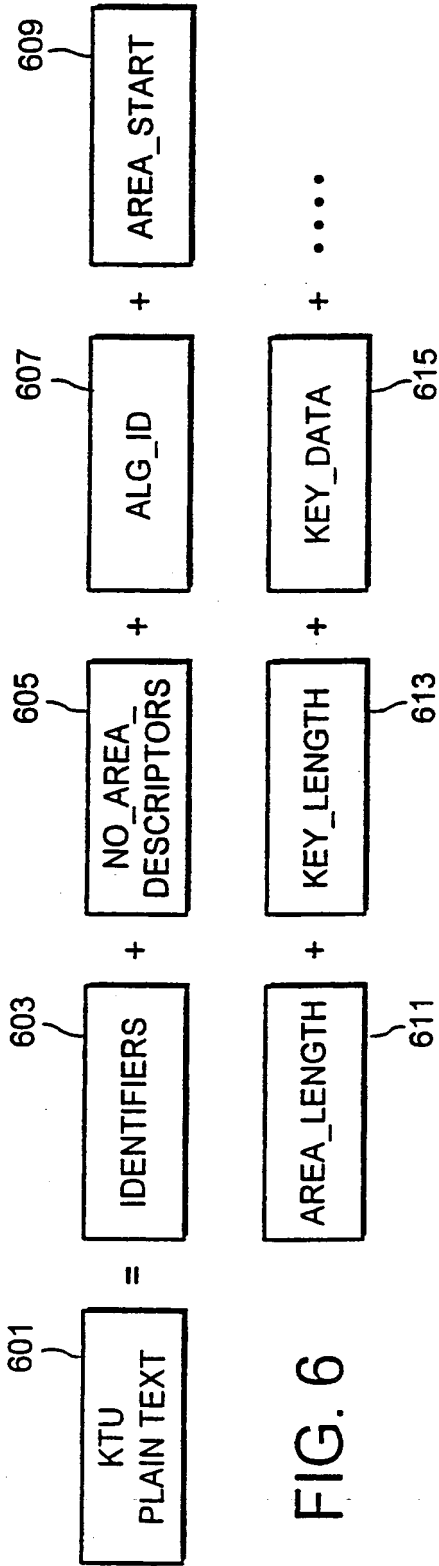 601 603 605 607 609
KTU
PLAIN TEXT
=
IDENTIFIERS
+
NO_AREA_
DESCRIPTORS
+
ALG_ID
+
AREA_START
AREA_LENGTH
+
KEY_LENGTH
+
KEY_DATA
+
....
611 613 615
FIG. 6